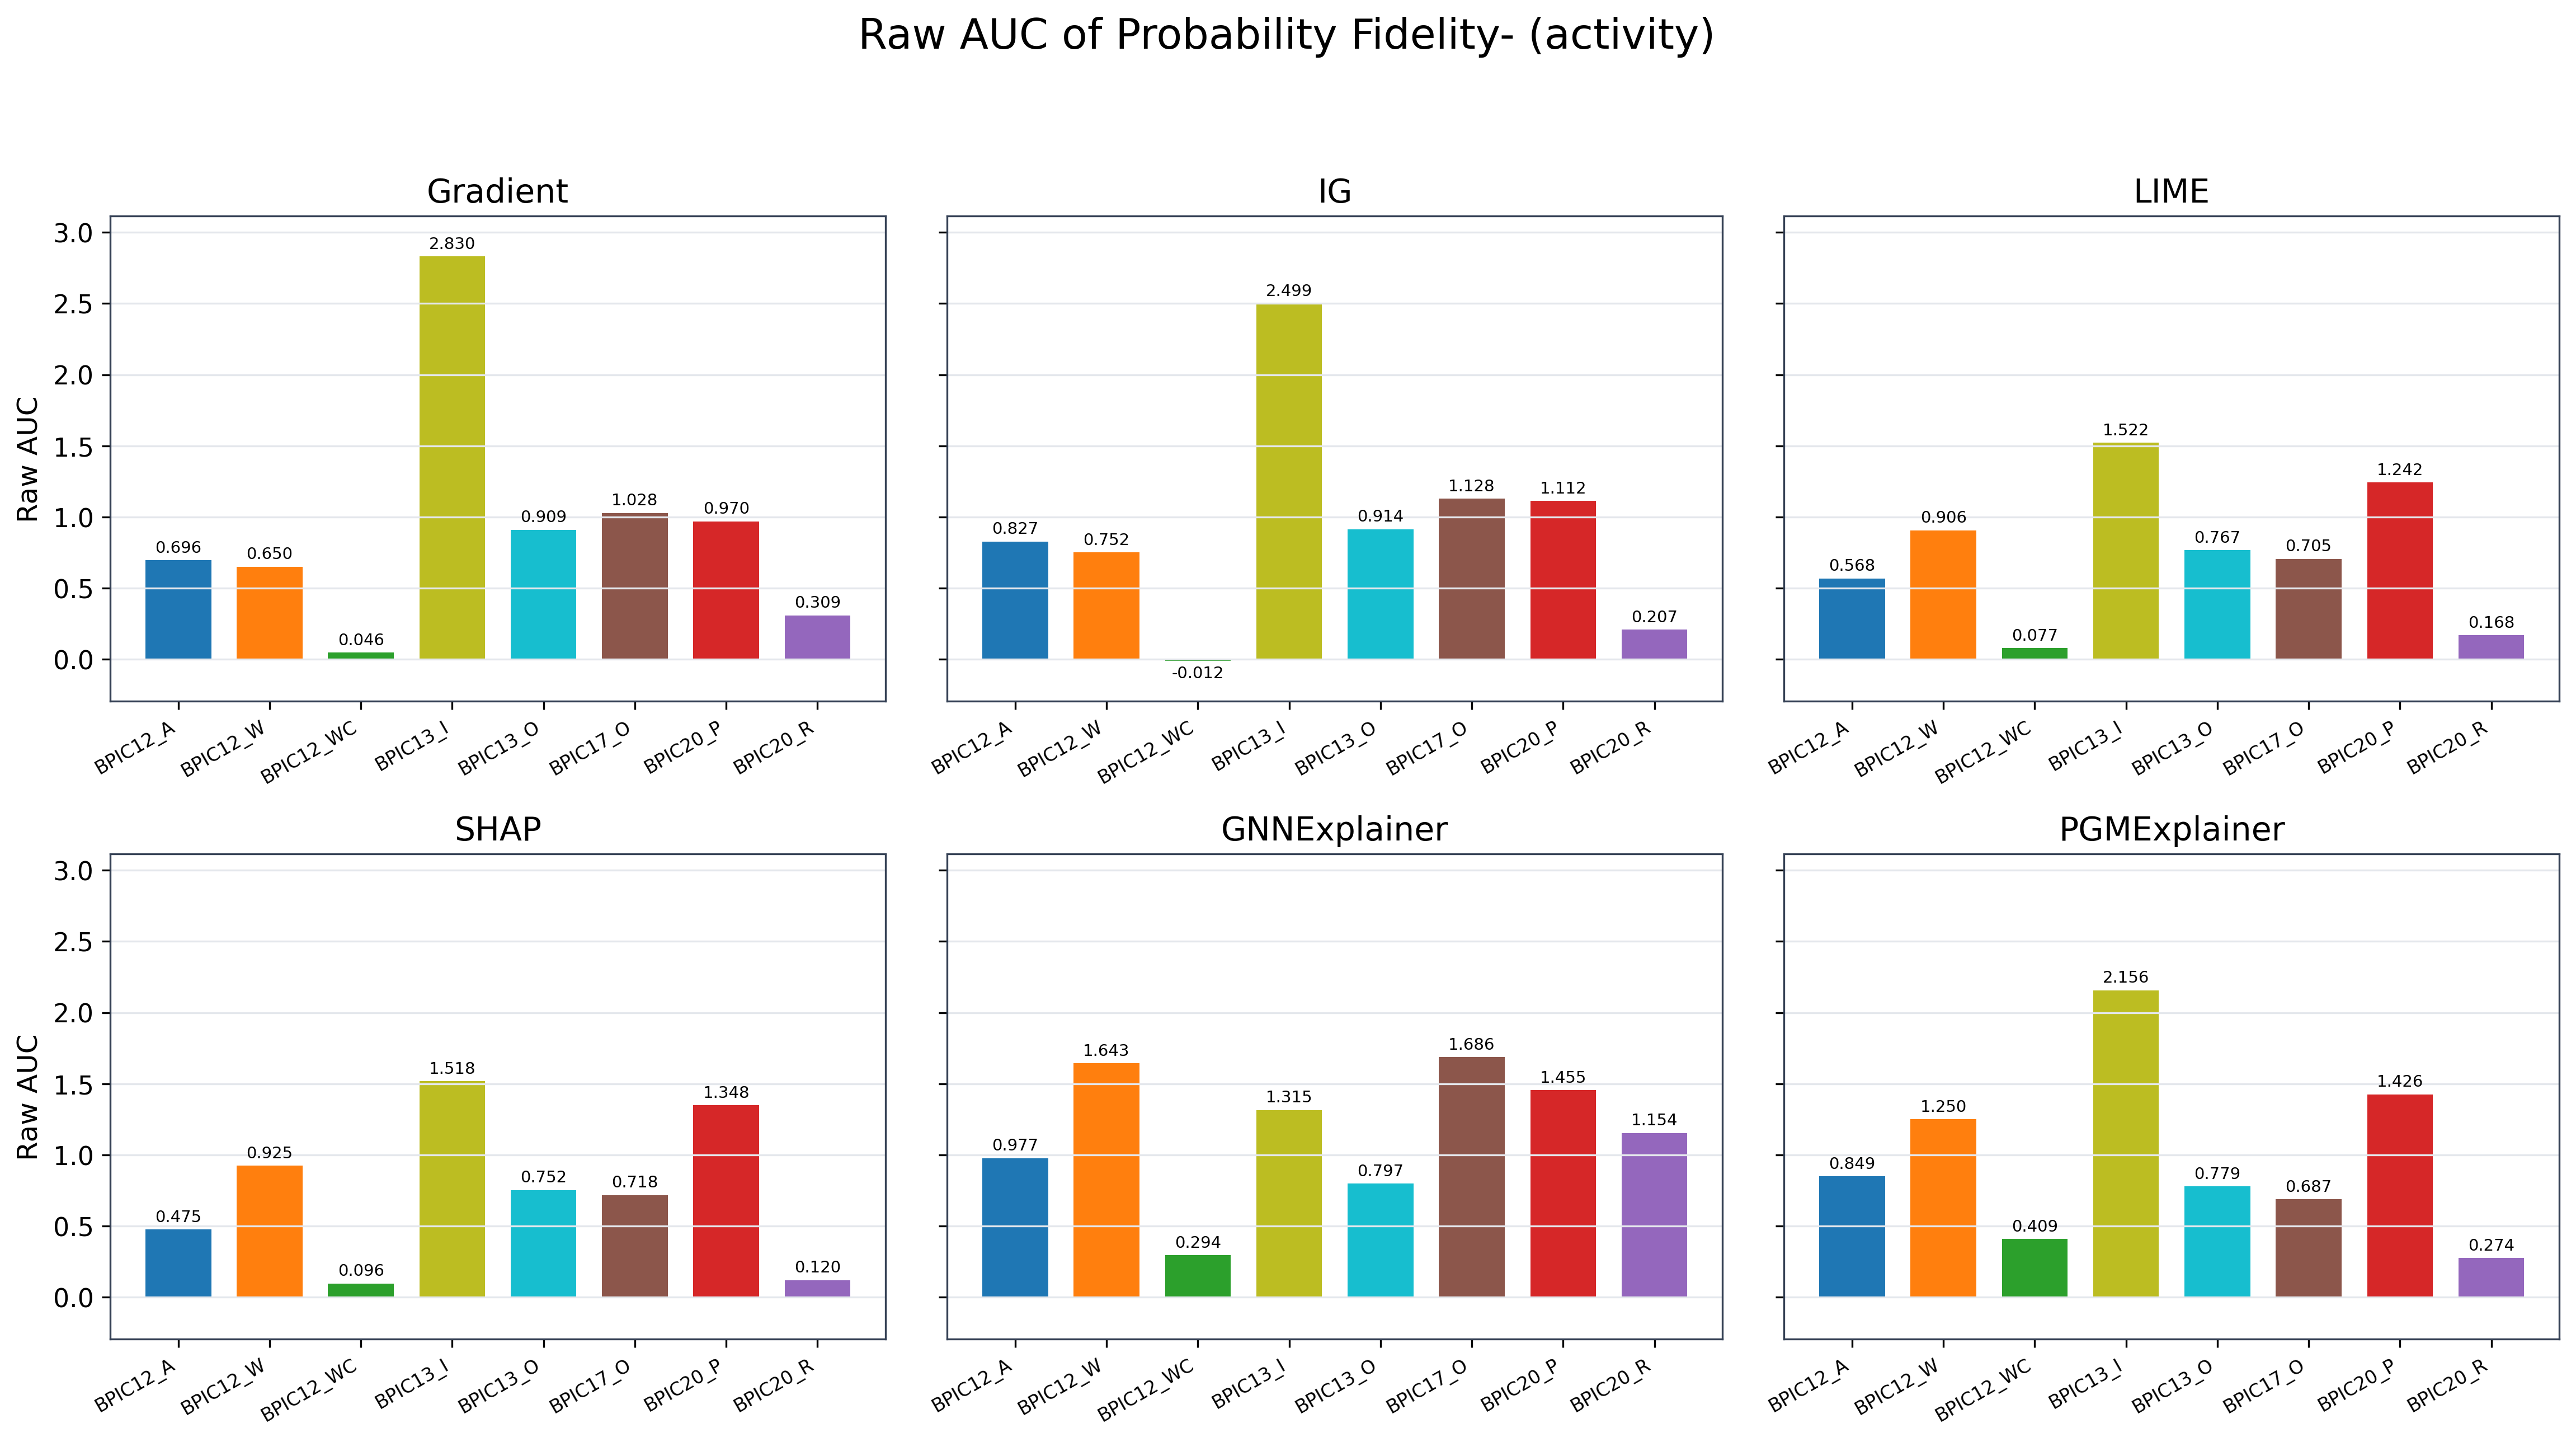 Raw AUC of Probability Fidelity- (activity)
Gradient
Raw AUC
3.0
2.5
2.0
1.5
1.0
0.5
0.0
0.696
0.650
0.046
2.830
0.909
1.028
0.970
0.309
BPIC12_A
BPIC12_W
BPIC12_WC
BPIC13_I
BPIC13_O
BPIC17_O
BPIC20_P
BPIC20_R
IG
0.827
0.752
-0.012
2.499
0.914
1.128
1.112
0.207
BPIC12_A
BPIC12_W
BPIC12_WC
BPIC13_I
BPIC13_O
BPIC17_O
BPIC20_P
BPIC20_R
LIME
0.568
0.906
0.077
1.522
0.767
0.705
1.242
0.168
BPIC12_A
BPIC12_W
BPIC12_WC
BPIC13_I
BPIC13_O
BPIC17_O
BPIC20_P
BPIC20_R
SHAP
Raw AUC
3.0
2.5
2.0
1.5
1.0
0.5
0.0
0.475
0.925
0.096
1.518
0.752
0.718
1.348
0.120
BPIC12_A
BPIC12_W
BPIC12_WC
BPIC13_I
BPIC13_O
BPIC17_O
BPIC20_P
BPIC20_R
GNNExplainer
0.977
1.643
0.294
1.315
0.797
1.686
1.455
1.154
BPIC12_A
BPIC12_W
BPIC12_WC
BPIC13_I
BPIC13_O
BPIC17_O
BPIC20_P
BPIC20_R
PGMExplainer
0.849
1.250
0.409
2.156
0.779
0.687
1.426
0.274
BPIC12_A
BPIC12_W
BPIC12_WC
BPIC13_I
BPIC13_O
BPIC17_O
BPIC20_P
BPIC20_R